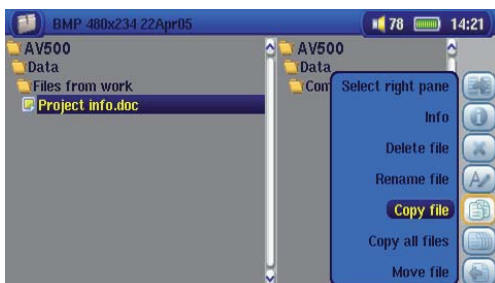 BMP 480x234 22Apr05
78 14:21
AV500
Data
Files from work
Project info.doc
AV500
Data
Com
Select right pane
Info
Delete file
Rename file
Copy file
Copy all files
Move file